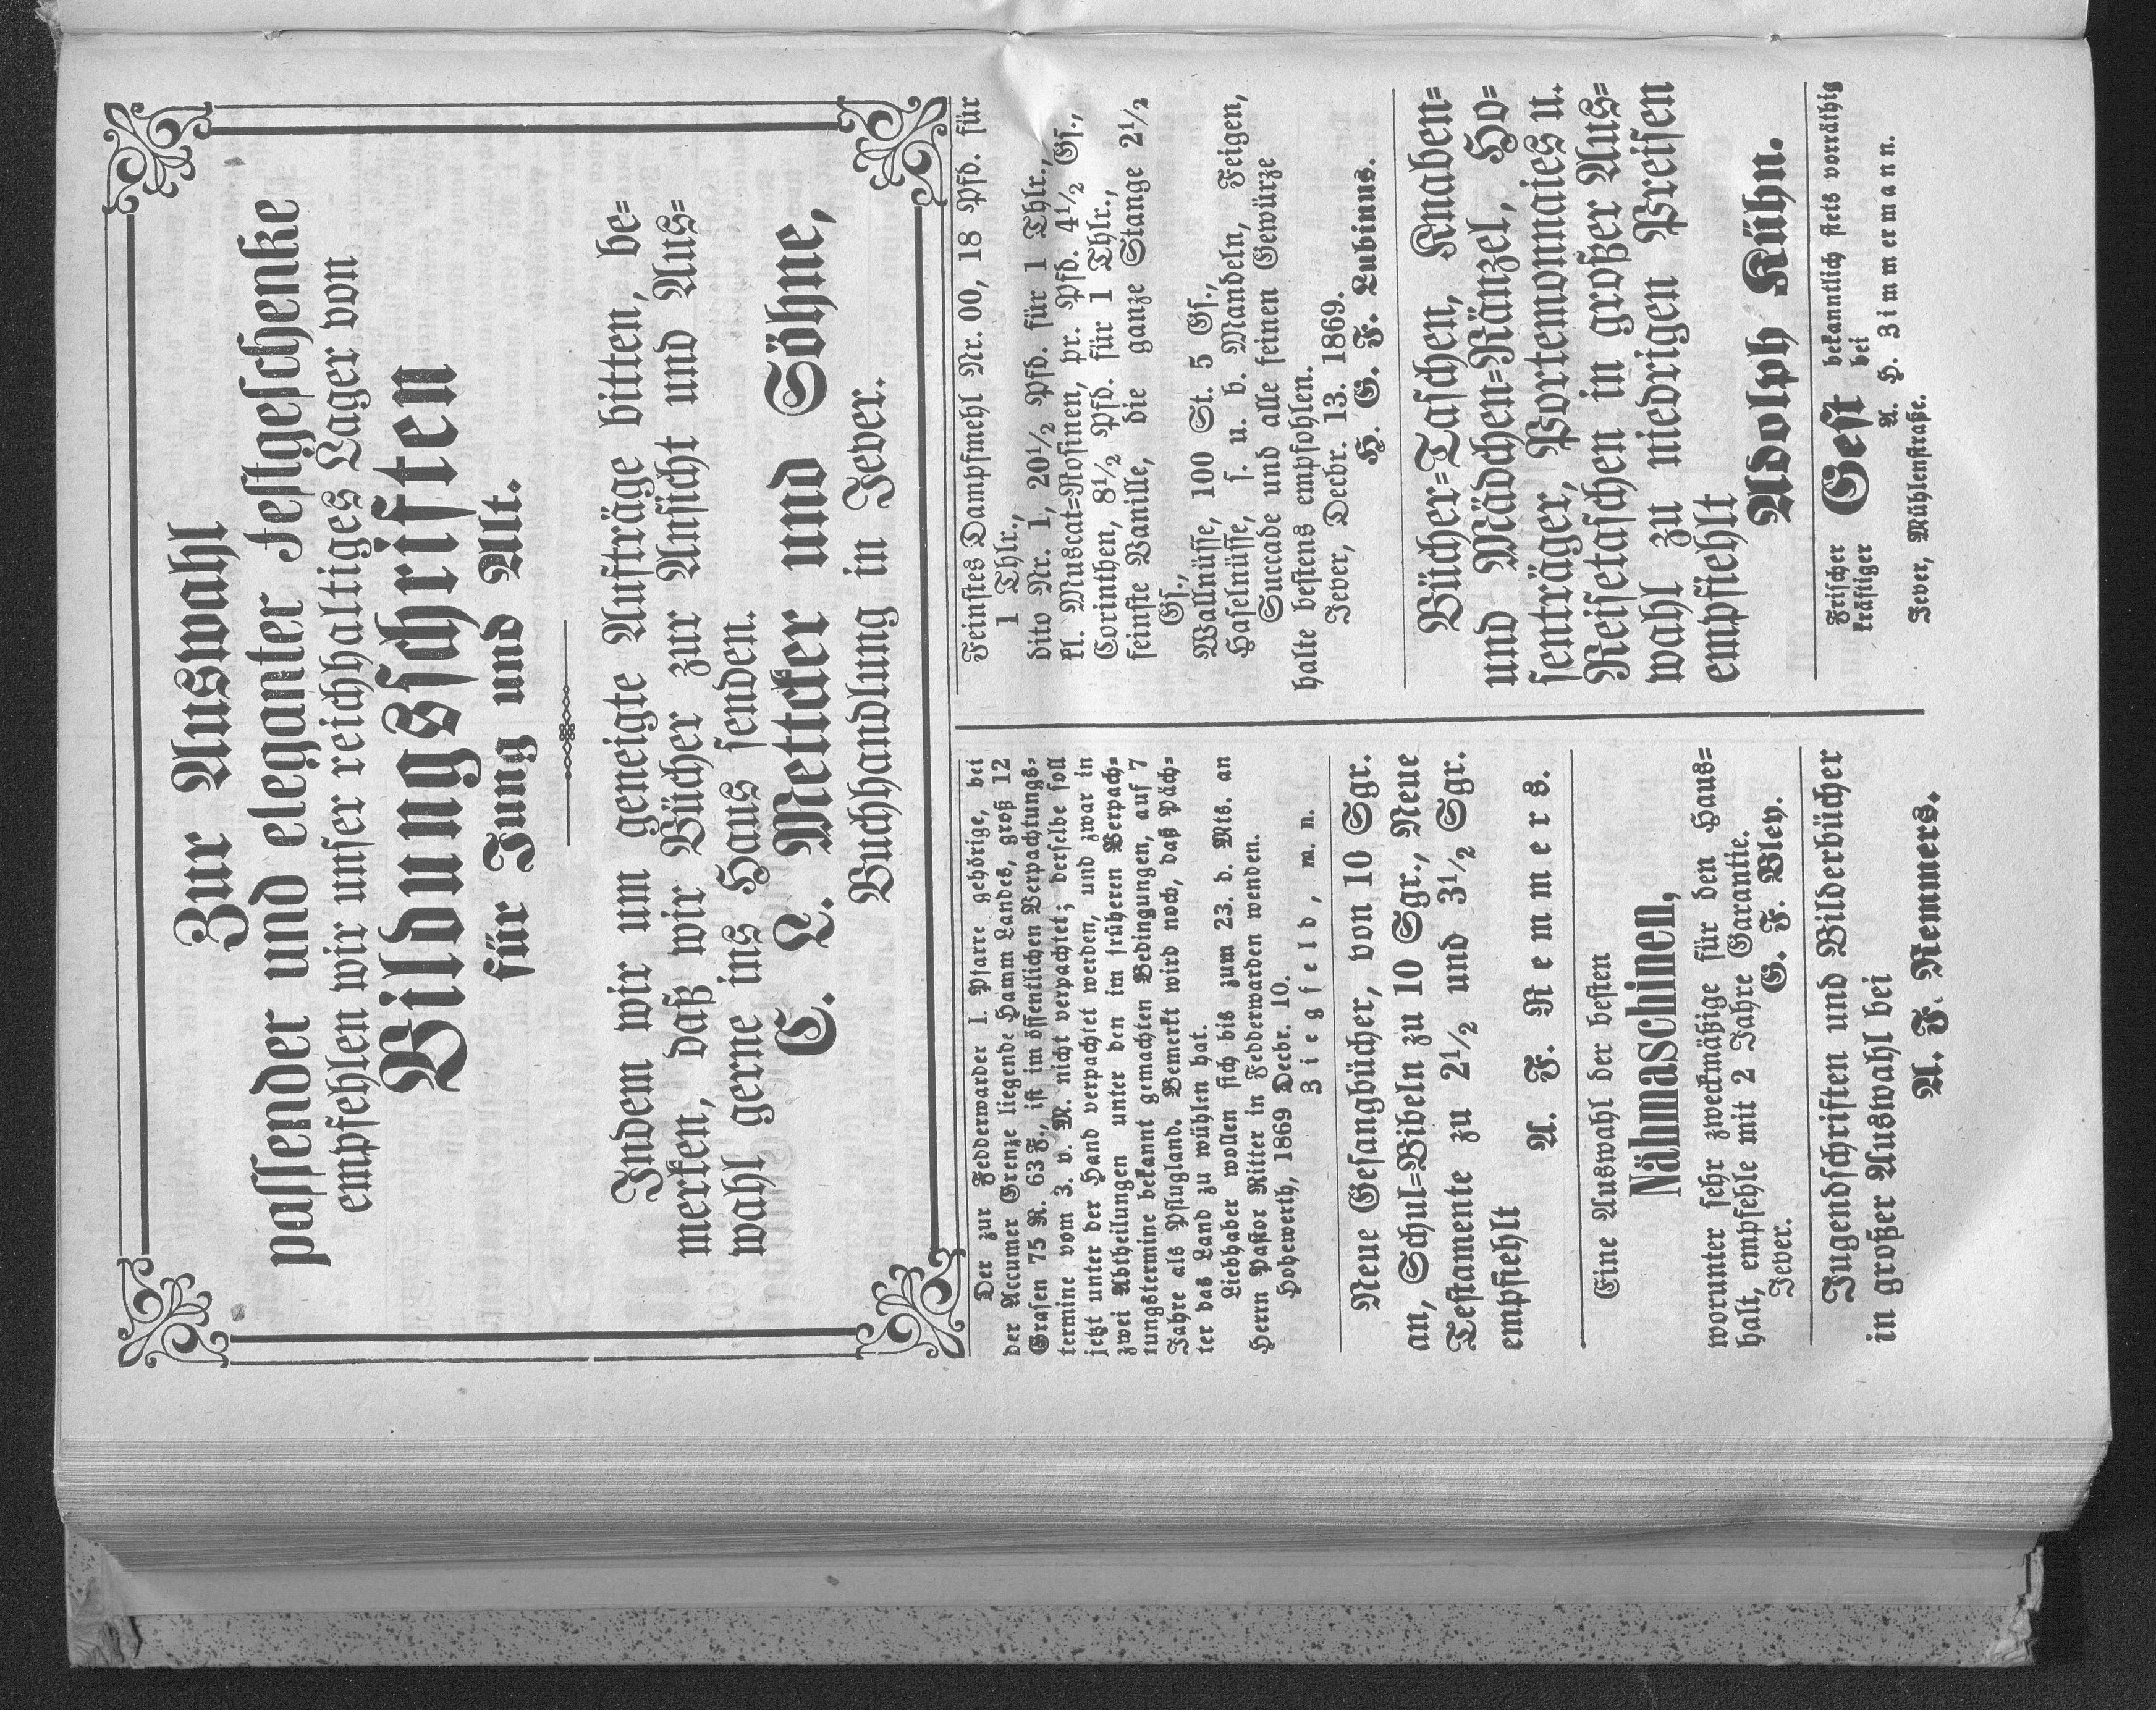 Zur Auswahl
passender und eleganter Festgeschenke
empfehlen wir unser reichhaltiges Lager von
Bildungsschriften
für Jung und Alt.
Indem wir um geneigte Aufträge bitten, be-
merken, daß wir Bücher zur Ansicht und Aus-
wahl gerne ins Haus senden.
C. L. Mettcker und Söhne,
Buchhandlung in Jever.
Der zur Fedderwarder 1. Pfarre gehörige, bei
der Accumer Grenze liegende Hamm Landes, groß 12
Grasen 75 R. 63 F., ist im öffentlichen Verpachtungs-
termine vom 3. v. M. nicht verpachtet; derselbe soll
jetzt unter der Hand verpachtet werden, und zwar in
zwei Abtheilungen unter den im früheren Verpach-
tungstermine bekannt gemachten Bedingungen, auf 7
Jahre als Pflugland. Bemerkt wird noch, daß Päch-
ter das Land zu wühlen hat.
Liebhaber wollen sich bis zum 23. d. Mts. an
Herrn Pastor Ritter in Fedderwarden wenden.
Hohewerth, 1869 Decbr. 10.
Ziegfeld, m. n.
Neue Gesangbücher, von 10 Sgr.
an, Schul-Bibeln zu 10 Sgr., Neue
Testamente zu 2½ und 3½ Sgr.
empfiehlt
A. F. Remmers.
Eine Auswahl der besten
Nähmaschinen,
worunter sehr zweckmäßige für den Haus-
halt, empfehle mit 2 Jahre Garantie.
Jever. G. F. Bley.
Jugendschriften und Bilderbücher
in großer Auswahl bei
A. F. Remmers.
Feinstes Dampfmehl Nr. 00, 18 Pfd. für
1 Thlr.,
dito Nr. 1, 20½ Pfd. für 1 Thlr.,
kl. Muscat-Rosinen, pr. Pfd. 4½ Gs.,
Corinthen, 8½ Pfd. für 1 Thlr.,
feinste Vanille, die ganze Stange 2½
Gs.,
Wallnüsse, 100 St. 5 Gs.,
Haselnüsse, s. u. b. Mandeln, Feigen,
Succade und alle feinen Gewürze
halte bestens empfohlen.
Jever, Decbr. 13. 1869.
H. G. F. Lubinus.
Bücher-Taschen, Knaben-
und Mädchen-Ränzel, Ho-
senträger, Portemonnaies u.
Reisetaschen in großer Aus-
wahl zu niedrigen Preisen
empfiehlt
Adolph Kühn.
Frischer kräftiger Gest bekanntlich stets vorräthig bei
A. H. Zimmermann.
Jever, Mühlenstraße.